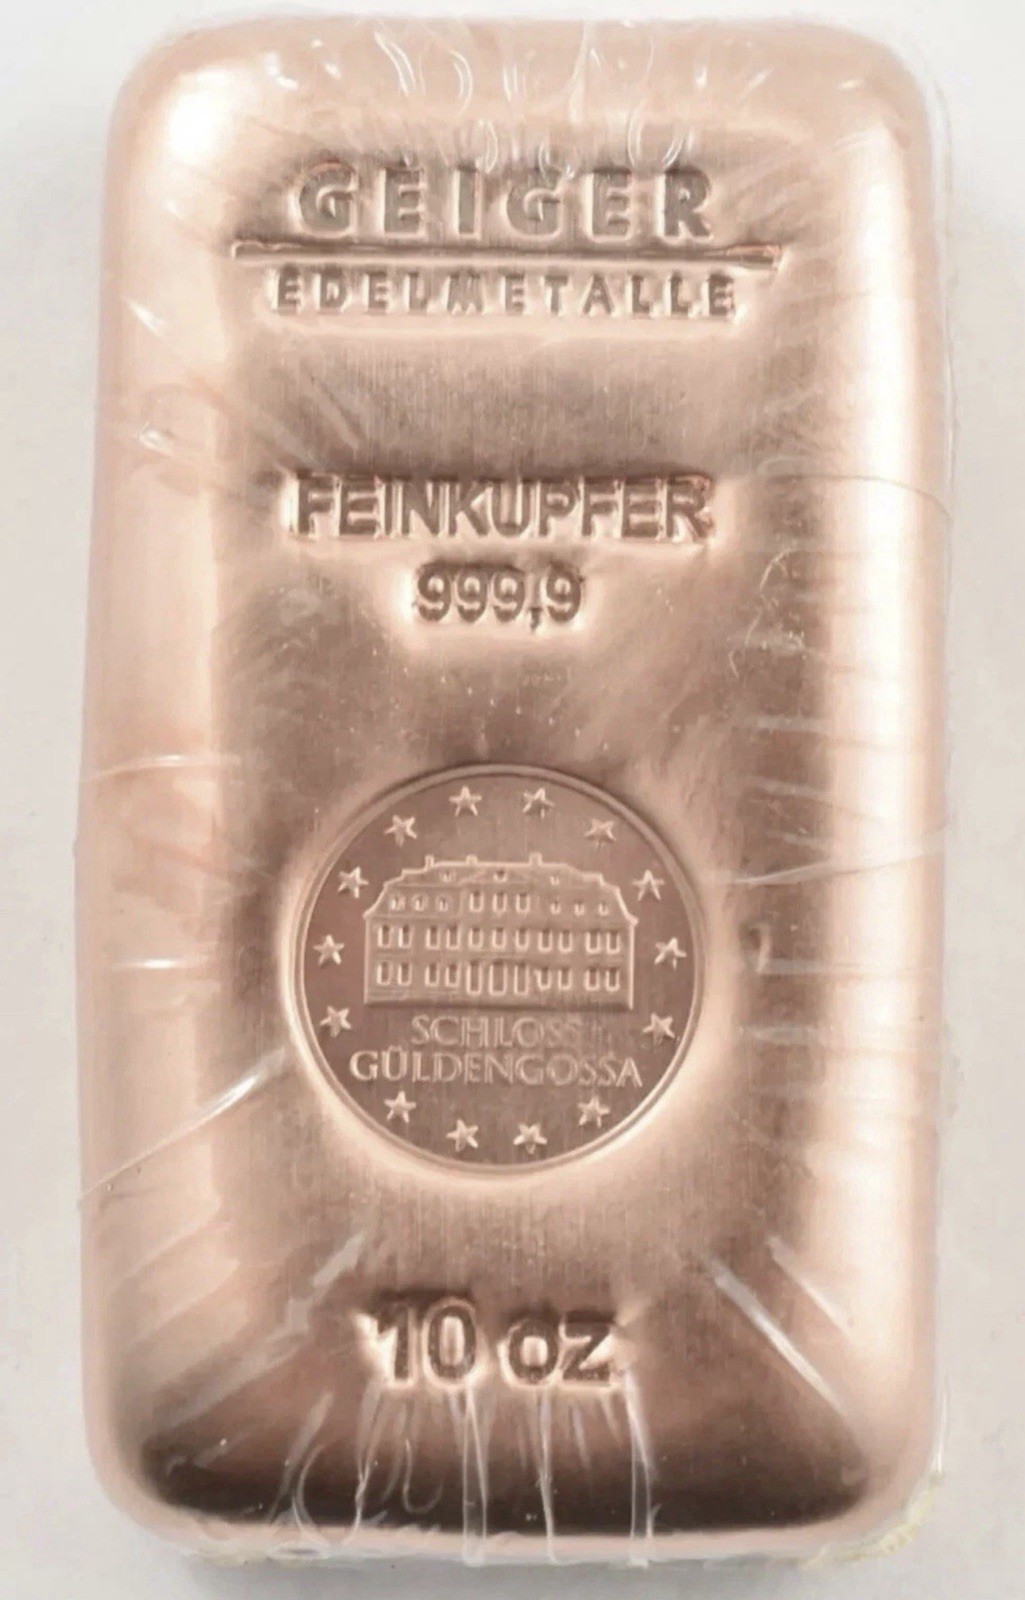 GEIGER
EDELMETALLE
FEINKUPFER
999,9
SCHLOSS
GÜLDENGOSSA
10 oz